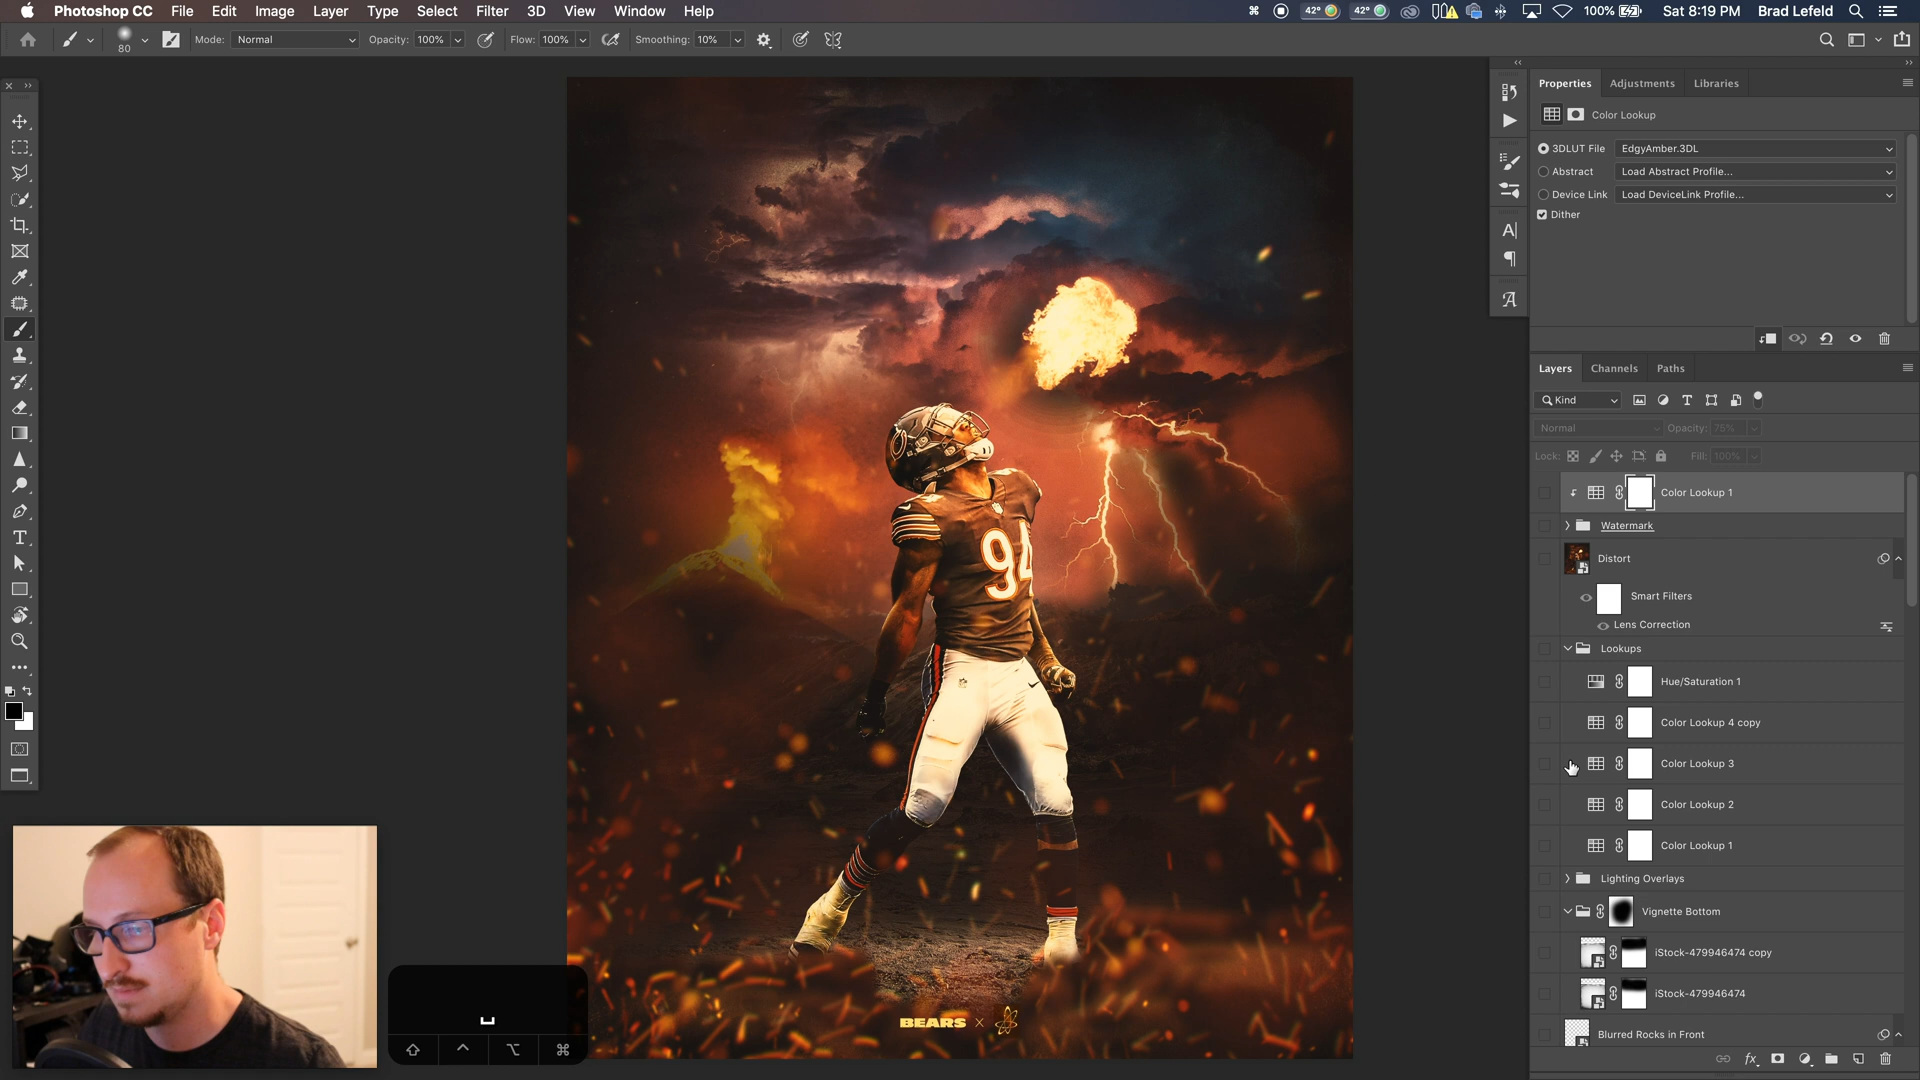 Photoshop CC File Edit Image Layer Type Select Filter 3D View Window Help
42° 42° 100% Sat 8:19 PM Brad Lefeld
80 Mode: Normal Opacity: 100% Flow: 100% Smoothing: 10%
Properties Adjustments Libraries
Color Lookup
3DLUT File EdgyAmber.3DL
Abstract Load Abstract Profile...
Device Link Load DeviceLink Profile...
Dither
Layers Channels Paths
Kind
Normal Opacity: 75%
Lock: Fill: 100%
Color Lookup 1
Watermark
Distort
Smart Filters
Lens Correction
Lookups
Hue/Saturation 1
Color Lookup 4 copy
Color Lookup 3
Color Lookup 2
Color Lookup 1
Lighting Overlays
Vignette Bottom
iStock-479946474 copy
iStock-479946474
Blurred Rocks in Front
94
BEARS X